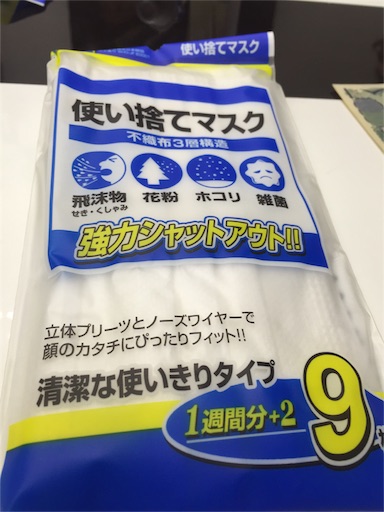 使い捨てマスク
使い捨てマスク
不織布3層構造
飛沫物 花粉 ホコリ 雑菌
せき・くしゃみ
強力シャットアウト!!
立体プリーツとノーズワイヤーで
顔のカタチにぴったりフィット!!
清潔な使いきりタイプ
1週間分+2 9